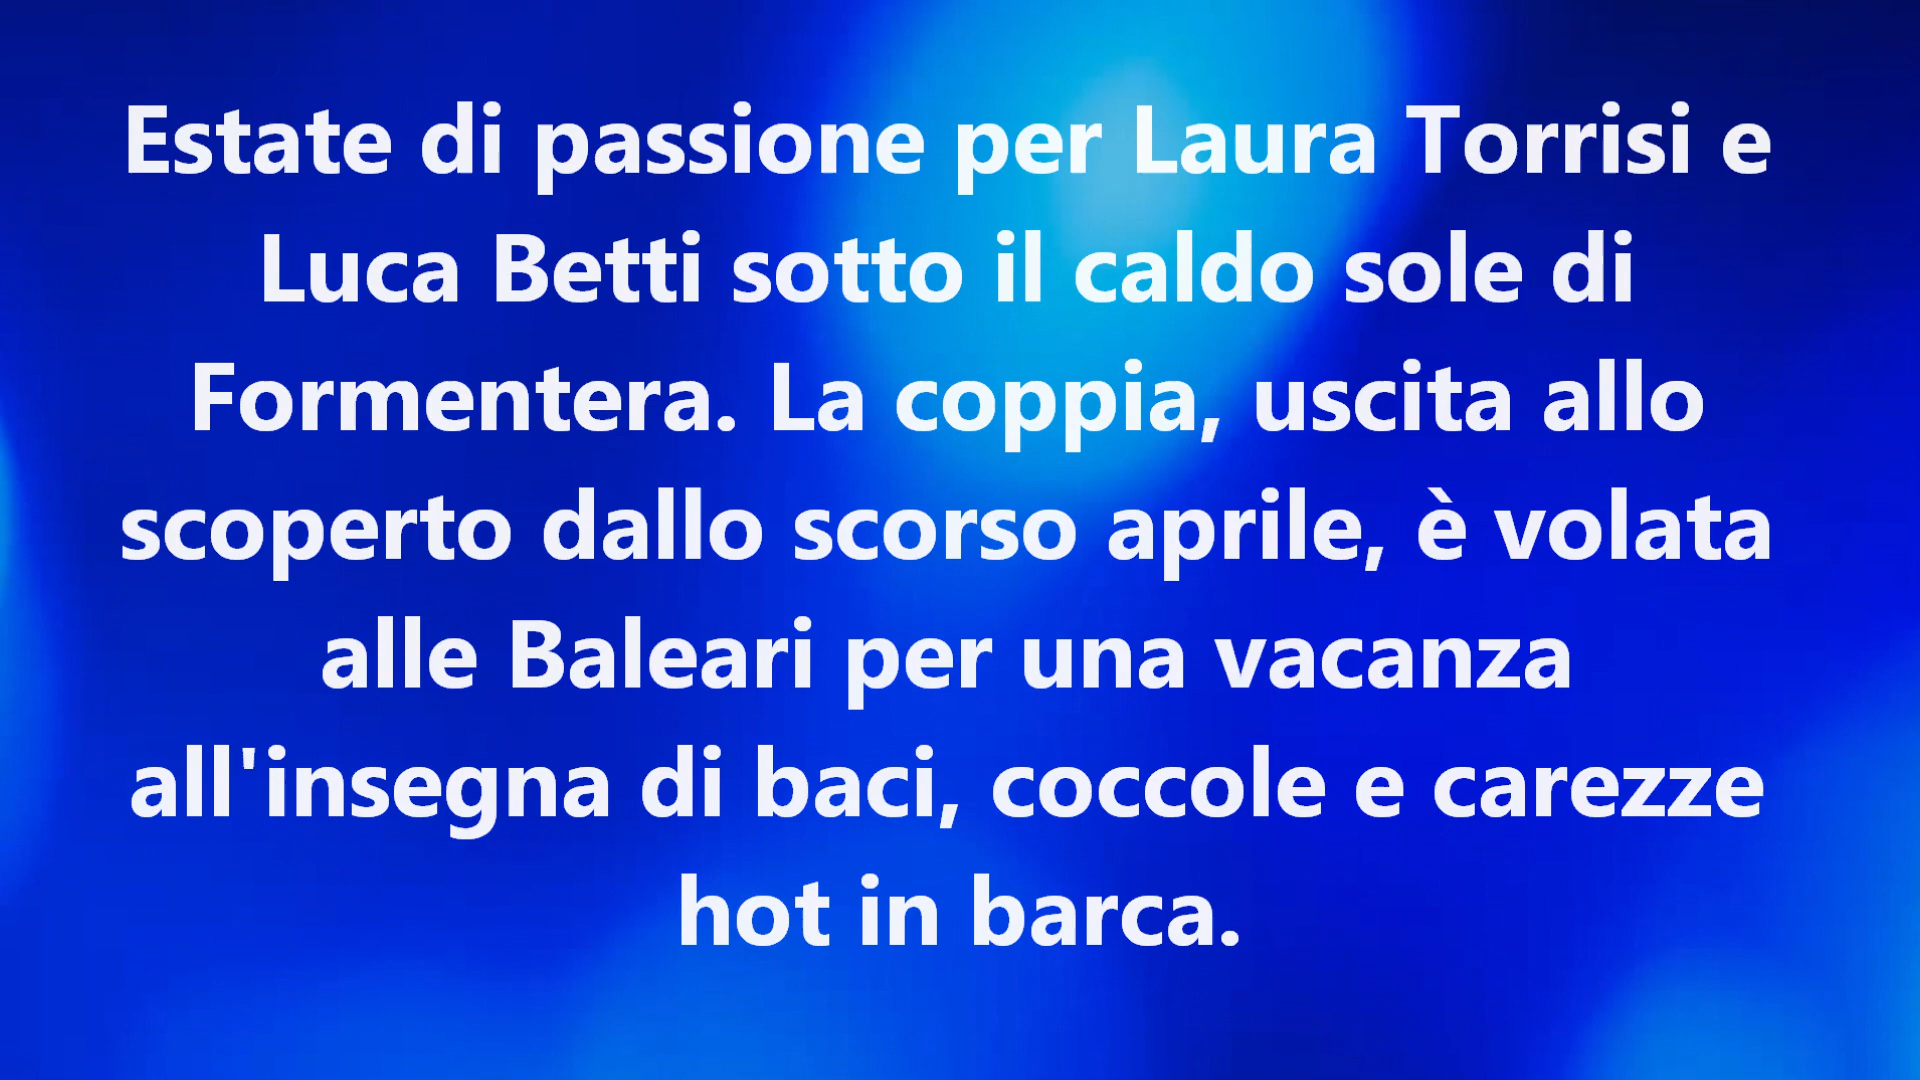 Estate di passione per Laura Torrisi e
Luca Betti sotto il caldo sole di
Formentera. La coppia, uscita allo
scoperto dallo scorso aprile, è volata
alle Baleari per una vacanza
all'insegna di baci, coccole e carezze
hot in barca.